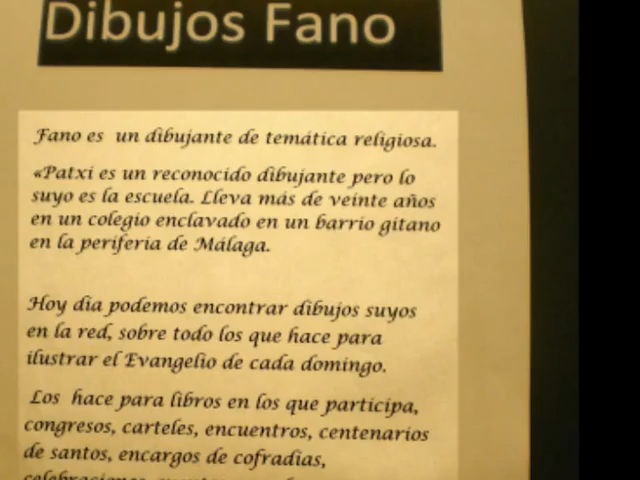 Dibujos Fano
Fano es un dibujante de temática religiosa.
«Patxi es un reconocido dibujante pero lo
suyo es la escuela. Lleva más de veinte años
en un colegio enclavado en un barrio gitano
en la periferia de Málaga.
Hoy dia podemos encontrar dibujos suyos
en la red, sobre todo los que hace para
ilustrar el Evangelio de cada domingo.
Los hace para libros en los que participa,
congresos, carteles, encuentros, centenarios
de santos, encargos de cofradias,